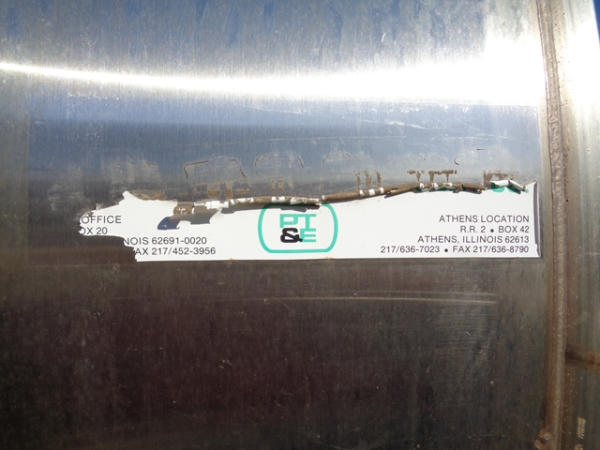 OFFICE
OX 20
NOIS 62691-0020
AX 217/452-3956
PT
&E
ATHENS LOCATION
R.R. 2 • BOX 42
ATHENS, ILLINOIS 62613
217/636-7023 • FAX 217/636-8790